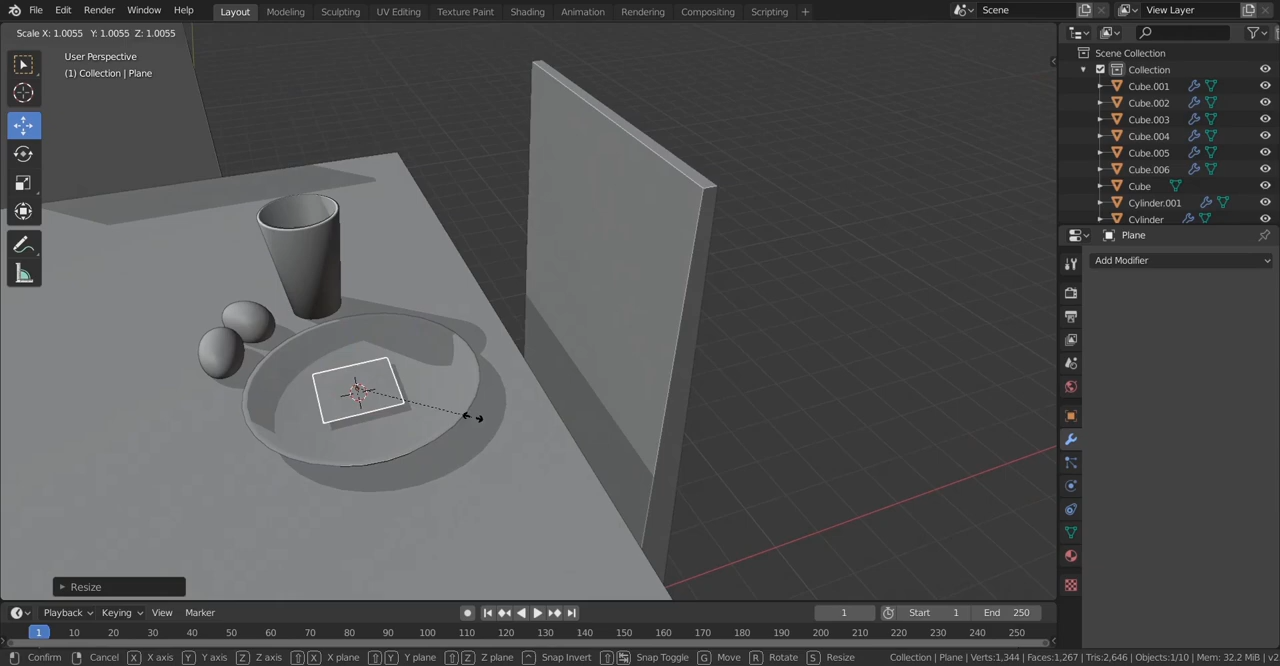 File Edit Render Window Help Layout Modeling Sculpting UV Editing Texture Paint Shading Animation Rendering Compositing Scripting + Scene View Layer
Scale X: 1.0055 Y: 1.0055 Z: 1.0055
User Perspective
(1) Collection | Plane
Scene Collection
Collection
Cube.001
Cube.002
Cube.003
Cube.004
Cube.005
Cube.006
Cube
Cylinder.001
Cylinder
Plane
Add Modifier
Resize
Playback Keying View Marker 1 Start 1 End 250
1 10 20 30 40 50 60 70 80 90 100 110 120 130 140 150 160 170 180 190 200 210 220 230 240 250
Confirm Cancel X X axis Y Y axis Z Z axis X X plane Y Y plane Z Z plane Snap Invert Snap Toggle G Move R Rotate S Resize Collection | Plane | Verts:1,344 | Faces:1,267 | Tris:2,646 | Objects:1/10 | Mem: 32.2 MiB | v2